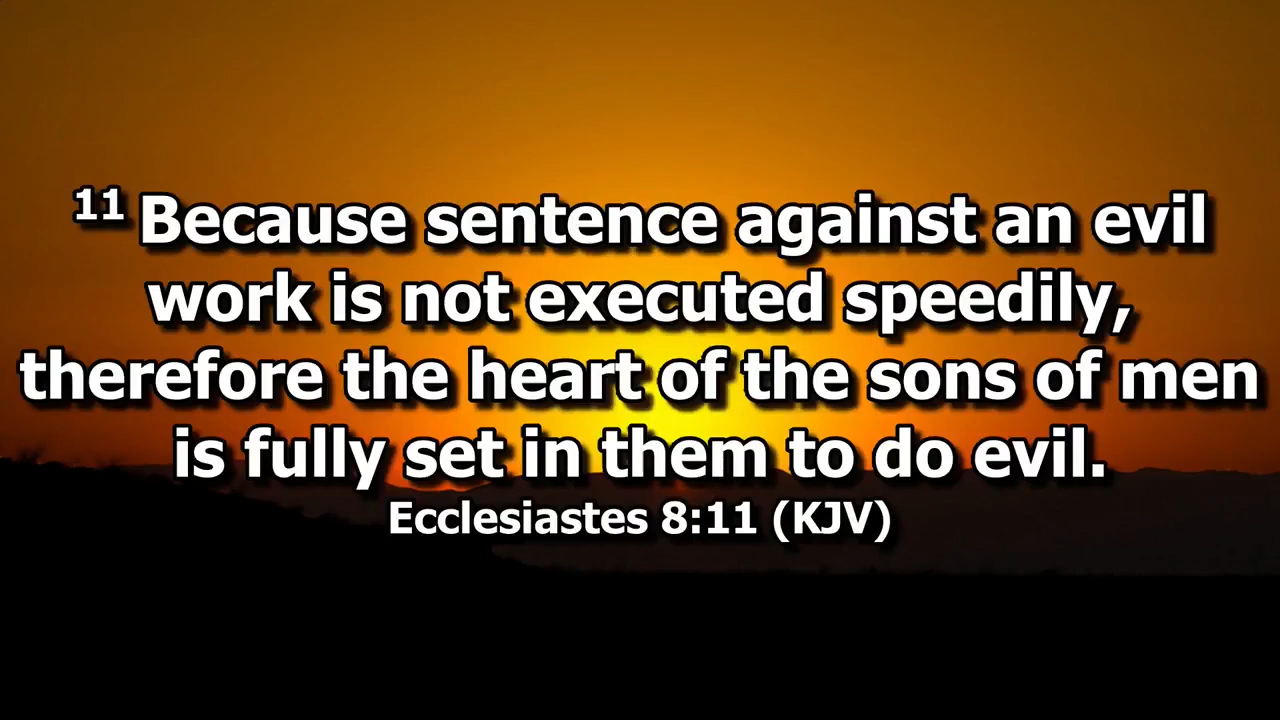 11 Because sentence against an evil
work is not executed speedily,
therefore the heart of the sons of men
is fully set in them to do evil.
Ecclesiastes 8:11 (KJV)